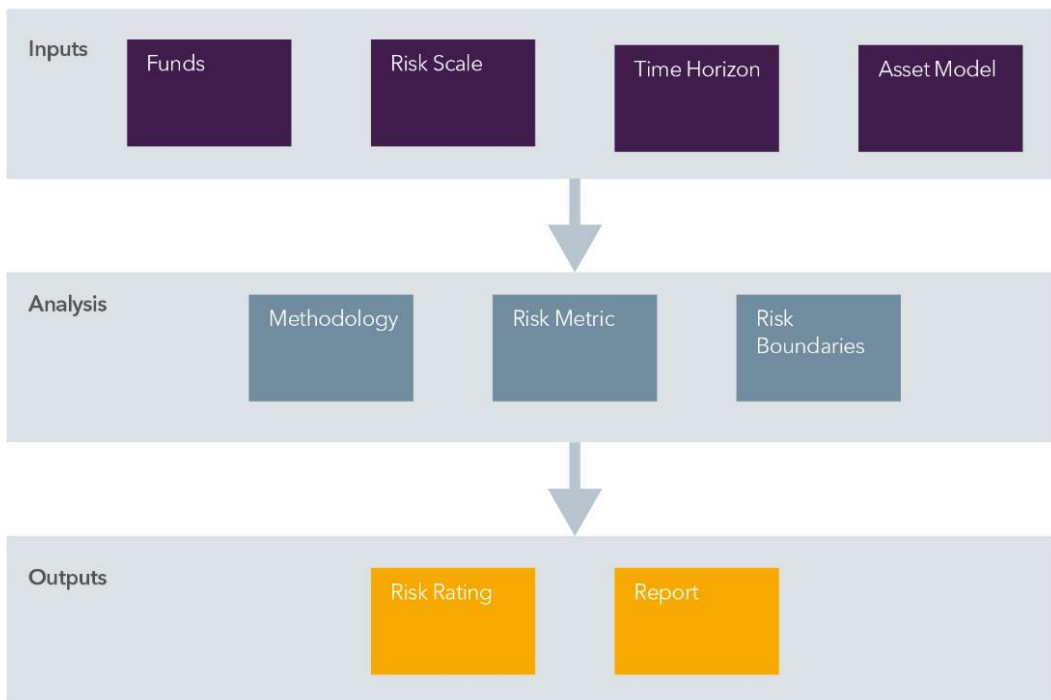 Inputs
Funds
Risk Scale
Time Horizon
Asset Model
Analysis
Methodology
Risk Metric
Risk
Boundaries
Outputs
Risk Rating
Report